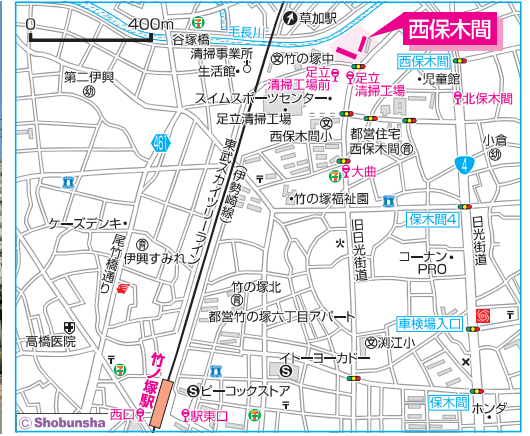 0 400m
草加駅
西保木間
毛長川
谷塚橋
清掃事業所
生活館
竹の塚中
足立
清掃工場前
足立
清掃工場
西保木間
児童館
第二伊興
幼
スイムスポーツセンター
北保木間
足立清掃工場
西保木間小
都営住宅
西保木間
小倉
幼
461
4
大曲
東武スカイツリーライン
(伊勢崎線)
竹の塚福祉園
保木間4
ケーズデンキ
尾竹橋通り
伊興すみれ
旧日光街道
日光街道
コーナン
PRO
竹の塚北
都営竹の塚六丁目アパート
車検場入口
高橋医院
渕江小
イトーヨーカドー
竹ノ塚駅
ピーコックストア
保木間
ホンダ
西口
駅東口
© Shobunsha